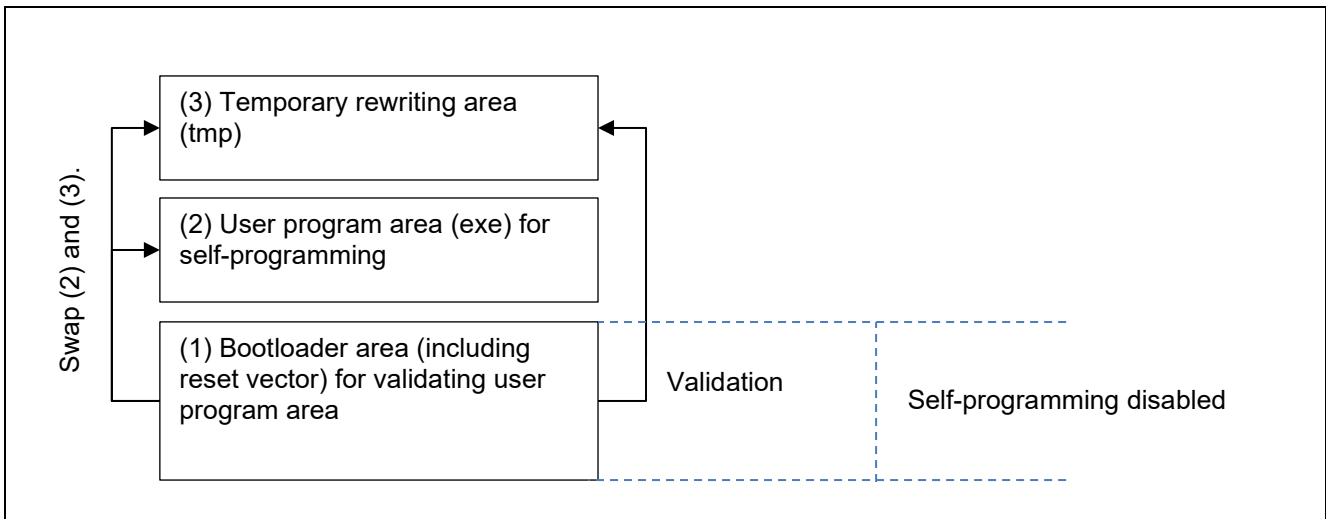 (3) Temporary rewriting area
(tmp)
Swap (2) and (3).
(2) User program area (exe) for
self-programming
(1) Bootloader area (including
reset vector) for validating user
program area
Validation
Self-programming disabled